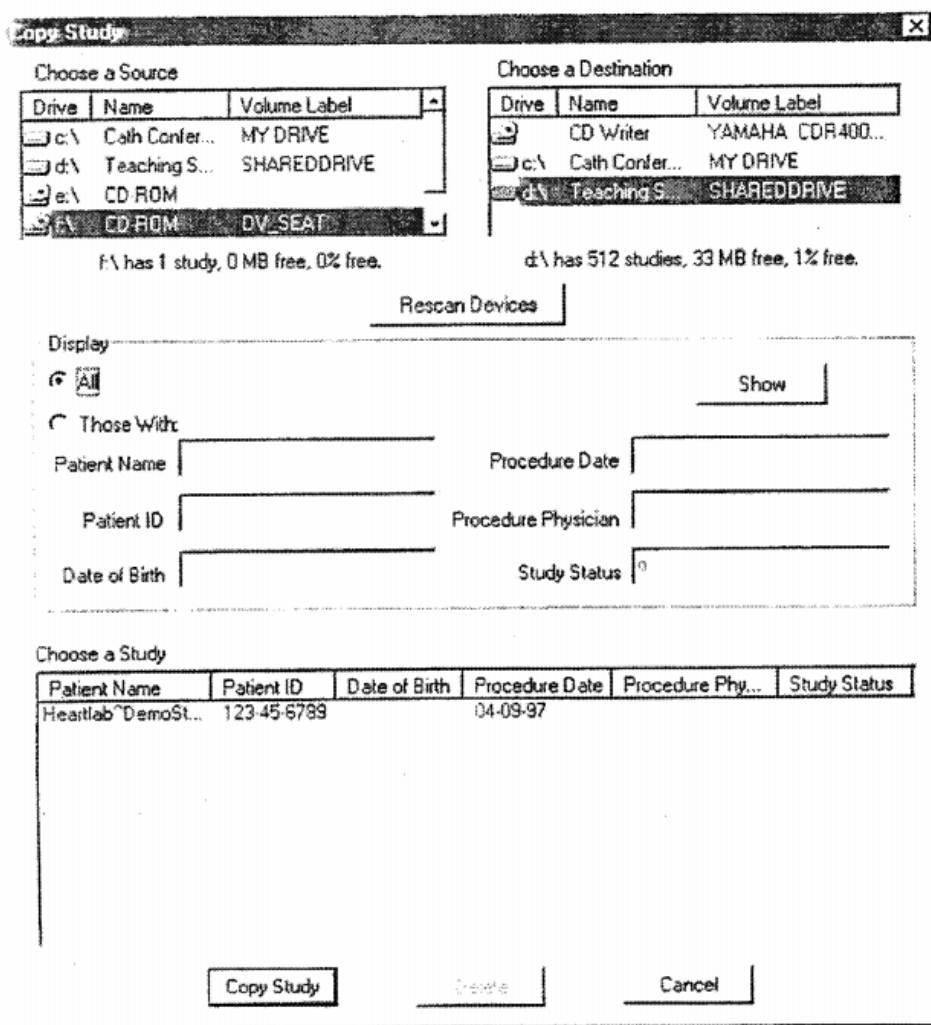 Copy Study
Choose a Source
Drive Name Volume Label
c:\ Cath Confer... MY DRIVE
d:\ Teaching S... SHAREDDRIVE
e:\ CD-ROM
f:\ CD-ROM DV_SEAT
f:\ has 1 study, 0 MB free, 0% free.
Choose a Destination
Drive Name Volume Label
CD Writer YAMAHA CDR400...
c:\ Cath Confer... MY DRIVE
d:\ Teaching S... SHAREDDRIVE
d:\ has 512 studies, 33 MB free, 1% free.
Rescan Devices
Display
All
Show
Those With:
Patient Name
Procedure Date
Patient ID
Procedure Physician
Date of Birth
Study Status
Choose a Study
Patient Name Patient ID Date of Birth Procedure Date Procedure Phy... Study Status
Heartlab^DemoSt... 123-45-6789 04-09-97
Copy Study Delete Cancel